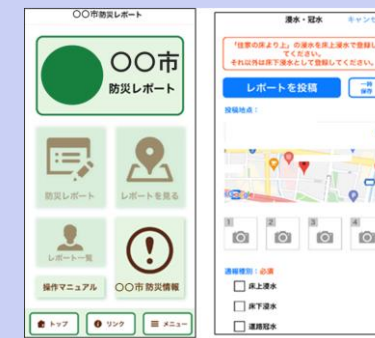 〇〇市防災レポート
〇〇市
防災レポート
防災レポート
レポートを見る
レポート一覧
操作マニュアル
〇〇市 防災情報
トップ
リンク
メニュー
浸水・冠水
キャンセ
「住家の床より上」の浸水を床上浸水で登録し
てください。
それ以外は床下浸水として登録してください。
レポートを投稿
一時
保存
投稿地点：
1
2
3
4
通報種別：必須
床上浸水
床下浸水
道路冠水